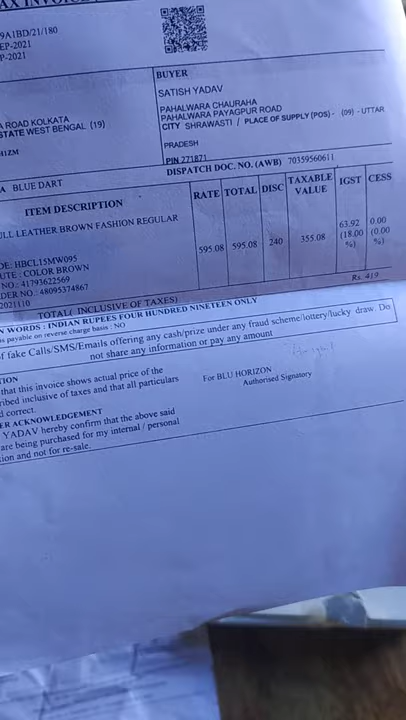 AX INVOICE
9A1BD/21/180
EP-2021
P-2021
BUYER
SATISH YADAV
PAHALWARA CHAURAHA
PAHALWARA PAYAGPUR ROAD
CITY SHRAWASTI / PLACE OF SUPPLY(POS) - (09) - UTTAR
PRADESH
PIN 271871
A ROAD KOLKATA
STATE WEST BENGAL (19)
H1ZM
DISPATCH DOC. NO. (AWB) 70359560611
A BLUE DART
ITEM DESCRIPTION RATE TOTAL DISC TAXABLE VALUE IGST CESS
ULL LEATHER BROWN FASHION REGULAR
595.08 595.08 240 355.08 63.92 (18.00 %) 0.00 (0.00 %)
DE: HBCL15MW095
UTE : COLOR BROWN
NO.: 41793622569
DER NO.: 48095374867
2021110
TOTAL( INCLUSIVE OF TAXES) Rs. 419
N WORDS : INDIAN RUPEES FOUR HUNDRED NINETEEN ONLY
s payable on reverse charge basis : NO
of fake Calls/SMS/Emails offering any cash/prize under any fraud scheme/lottery/lucky draw. Do
not share any information or pay any amount
TION
that this invoice shows actual price of the
ribed inclusive of taxes and that all particulars
d correct.
For BLU HORIZON
Authorised Signatory
ER ACKNOWLEDGEMENT
YADAV hereby confirm that the above said
are being purchased for my internal / personal
tion and not for re-sale.